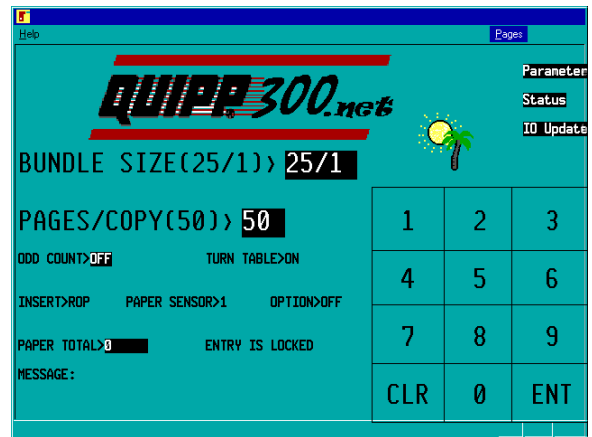 Help Pages
QUIPP 300.net
Parameter
Status
IO Update
BUNDLE SIZE(25/1)> 25/1
PAGES/COPY(50)> 50
ODD COUNT>OFF TURN TABLE>ON
INSERT>ROP PAPER SENSOR>1 OPTION>OFF
PAPER TOTAL>0 ENTRY IS LOCKED
MESSAGE:
1 2 3
4 5 6
7 8 9
CLR 0 ENT